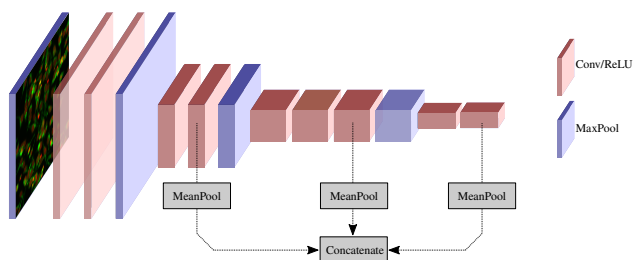 Conv/ReLU
MaxPool
MeanPool
MeanPool
MeanPool
Concatenate